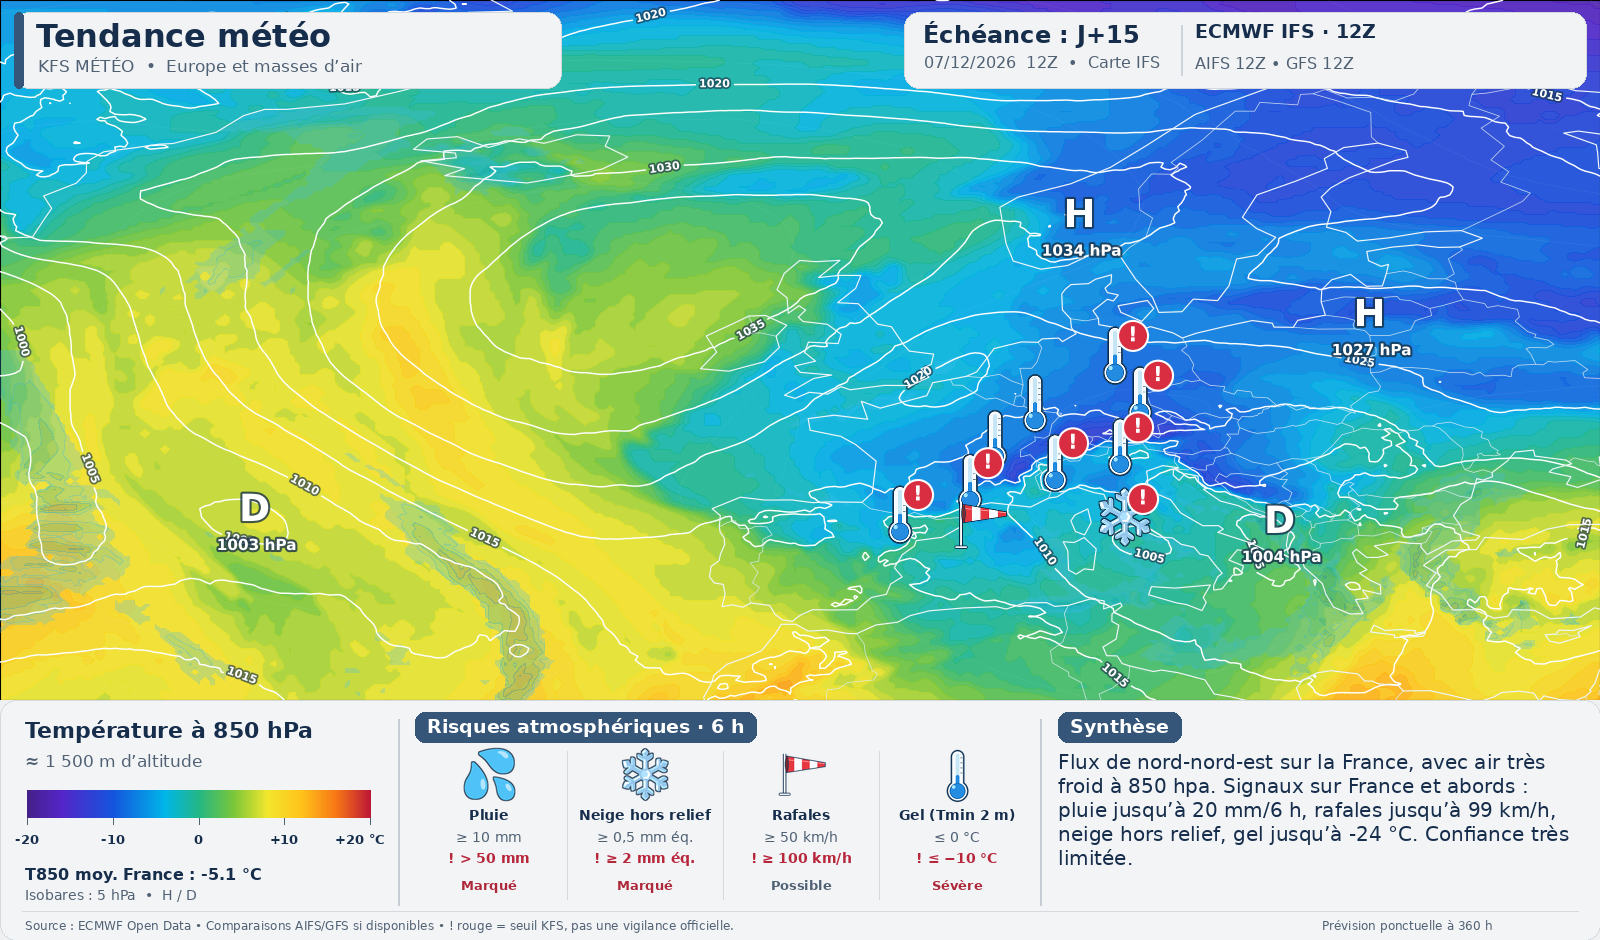 Tendance météo
KFS MÉTÉO • Europe et masses d’air
Échéance : J+15
07/12/2026 12Z • Carte IFS
ECMWF IFS · 12Z
AIFS 12Z • GFS 12Z
1020
1020
1015
1030
H
1034 hPa
H
1027 hPa
1025
1000
1035
1020
!
!
!
!
!
!
!
1005
1010
D
1003 hPa
1015
1010
1005
D
1004 hPa
1015
1015
1015
Température à 850 hPa
≈ 1 500 m d’altitude
-20 -10 0 +10 +20 °C
T850 moy. France : -5.1 °C
Isobares : 5 hPa • H / D
Risques atmosphériques · 6 h
Pluie
≥ 10 mm
! > 50 mm
Marqué
Neige hors relief
≥ 0,5 mm éq.
! ≥ 2 mm éq.
Marqué
Rafales
≥ 50 km/h
! ≥ 100 km/h
Possible
Gel (Tmin 2 m)
≤ 0 °C
! ≤ −10 °C
Sévère
Synthèse
Flux de nord-nord-est sur la France, avec air très
froid à 850 hpa. Signaux sur France et abords :
pluie jusqu’à 20 mm/6 h, rafales jusqu’à 99 km/h,
neige hors relief, gel jusqu’à -24 °C. Confiance très
limitée.
Source : ECMWF Open Data • Comparaisons AIFS/GFS si disponibles • ! rouge = seuil KFS, pas une vigilance officielle.
Prévision ponctuelle à 360 h